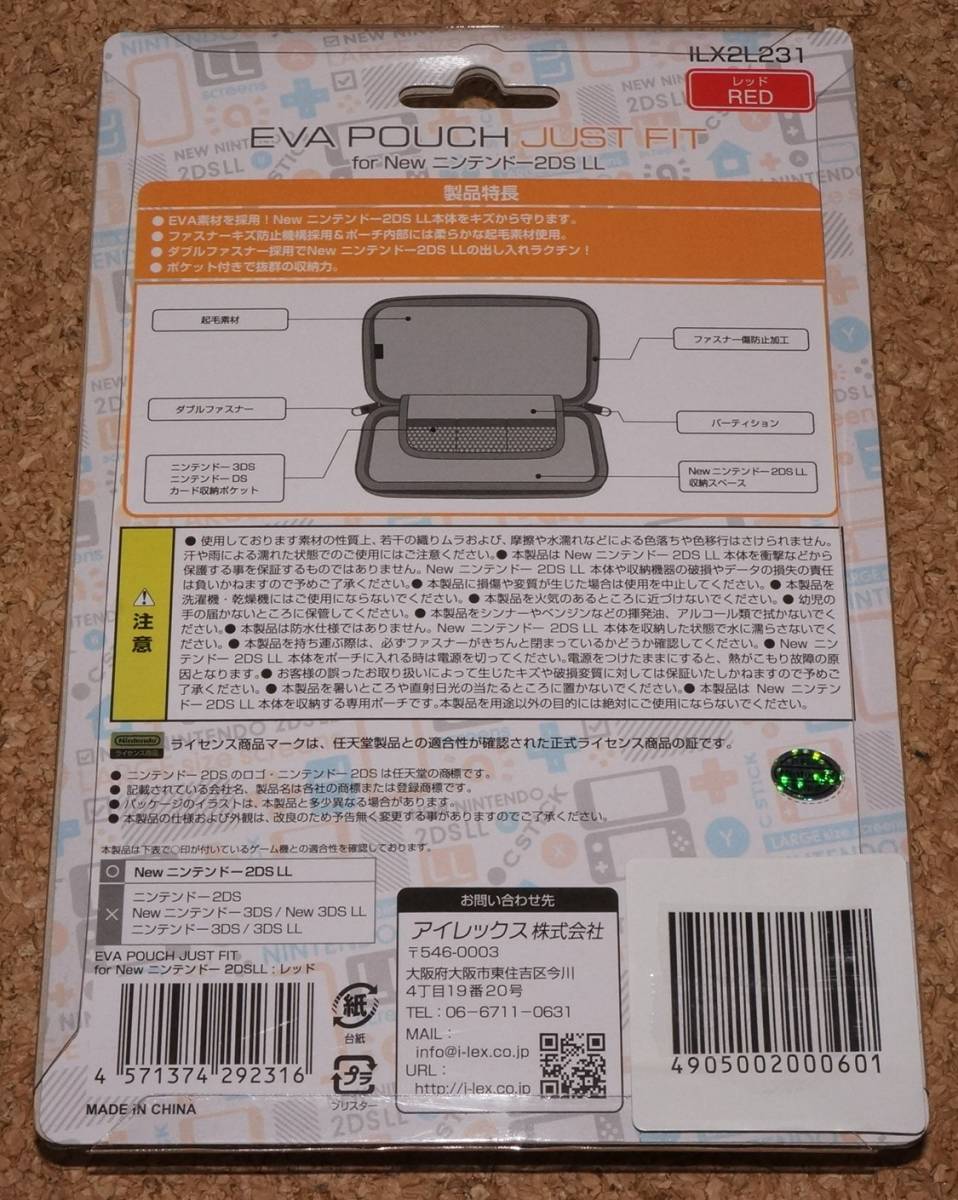 ILX2L231
レッド
RED
EVA POUCH JUST FIT
for New ニンテンドー2DS LL
製品特長
● EVA素材を採用！New ニンテンドー2DS LL本体をキズから守ります。
● ファスナーキズ防止機構採用＆ポーチ内部には柔らかな起毛素材使用。
● ダブルファスナー採用でNew ニンテンドー2DS LLの出し入れラクチン！
● ポケット付きで抜群の収納力。
起毛素材
ファスナー傷防止加工
ダブルファスナー
パーティション
ニンテンドー 3DS
ニンテンドー DS
カード収納ポケット
New ニンテンドー 2DS LL
収納スペース
注意
● 使用しております素材の性質上、若干の織りムラおよび、摩擦や水濡れなどによる色落ちや色移行はさけられません。
汗や雨による濡れた状態でのご使用にはご注意ください。● 本製品は New ニンテンドー 2DS LL 本体を衝撃などから
保護する事を保証するものではありません。New ニンテンドー 2DS LL 本体や収納機器の破損やデータの損失の責任
は負いかねますので予めご了承ください。● 本製品に損傷や変質が生じた場合は使用を中止してください。● 本製品を
洗濯機・乾燥機にはご使用にならないでください。● 本製品を火気のあるところに近づけないでください。● 幼児の
手の届かないところに保管してください。● 本製品をシンナーやベンジンなどの揮発油、アルコール類で拭かないでく
ださい。● 本製品は防水仕様ではありません。New ニンテンドー 2DS LL 本体を収納した状態で水に濡らさないでく
ださい。● 本製品を持ち運ぶ際は、必ずファスナーがきちんと閉まっているかどうか確認してください。● New ニン
テンドー 2DS LL 本体をポーチに入れる時は電源を切ってください。電源をつけたままにすると、熱がこもり故障の原
因となります。● お客様の誤ったお取り扱いによって生じたキズや破損変質に対しては保証いたしかねますので予めご
了承ください。● 本製品を暑いところや直射日光の当たるところに置かないでください。● 本製品は New ニンテン
ドー 2DS LL 本体を収納する専用ポーチです。本製品を用途以外の目的には絶対にご使用にならないでください。
Nintendo
ライセンス商品
ライセンス商品マークは、任天堂製品との適合性が確認された正式ライセンス商品の証です。
● ニンテンドー 2DS のロゴ・ニンテンドー 2DS は任天堂の商標です。
● 記載されている会社名、製品名は各社の商標または登録商標です。
● パッケージのイラストは、本製品と多少異なる場合があります。
● 本製品の仕様および外観は、改良のため予告無く変更する事がありますのでご了承ください。
本製品は下表で○印が付いているゲーム機との適合性を確認しております。
○ New ニンテンドー 2DS LL
× ニンテンドー 2DS
New ニンテンドー 3DS / New 3DS LL
ニンテンドー 3DS / 3DS LL
EVA POUCH JUST FIT
for New ニンテンドー 2DSLL : レッド
4 571374 292316
MADE IN CHINA
紙
台紙
プラ
ブリスター
お問い合わせ先
アイレックス 株式会社
〒546-0003
大阪府大阪市東住吉区今川
4丁目19番20号
TEL : 06-6711-0631
MAIL :
info@i-lex.co.jp
URL :
http://i-lex.co.jp
4905002000601